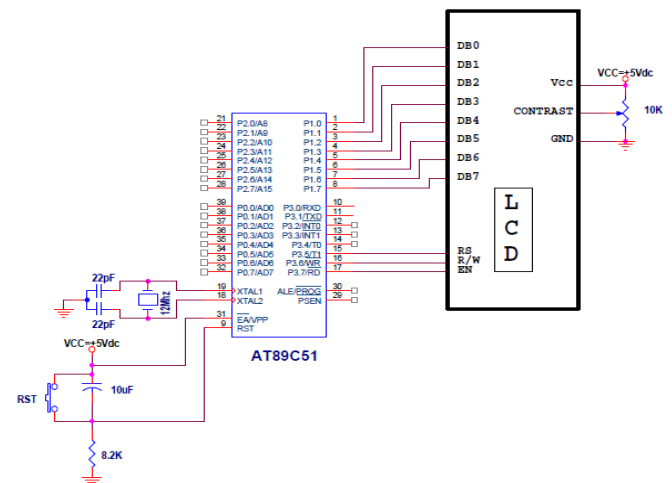 DB0
DB1
DB2
DB3
DB4
DB5
DB6
DB7
Vcc
CONTRAST
GND
VCC=+5Vdc
10K
L
C
D
RS
R/W
EN
21 P2.0/A8 P1.0 1
22 P2.1/A9 P1.1 2
23 P2.2/A10 P1.2 3
24 P2.3/A11 P1.3 4
25 P2.4/A12 P1.4 5
26 P2.5/A13 P1.5 6
27 P2.6/A14 P1.6 7
28 P2.7/A15 P1.7 8
39 P0.0/AD0 P3.0/RXD 10
38 P0.1/AD1 P3.1/TXD 11
37 P0.2/AD2 P3.2/INT0 12
36 P0.3/AD3 P3.3/INT1 13
35 P0.4/AD4 P3.4/T0 14
34 P0.5/AD5 P3.5/T1 15
33 P0.6/AD6 P3.6/WR 16
32 P0.7/AD7 P3.7/RD 17
19 XTAL1 ALE/PROG 30
18 XTAL2 PSEN 29
31 EA/VPP
9 RST
AT89C51
22pF
22pF
12Mhz
VCC=+5Vdc
RST
10uF
8.2K